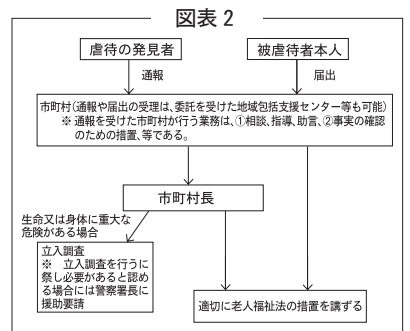 図表2
虐待の発見者
被虐待者本人
通報
届出
市町村(通報や届出の受理は、委託を受けた地域包括支援センター等も可能)
※ 通報を受けた市町村が行う業務は、①相談、指導、助言、②事実の確認
のための措置、等である。
市町村長
生命又は身体に重大な
危険がある場合
立入調査
※ 立入調査を行うに
祭し必要があると認め
る場合には警察署長に
援助要請
適切に老人福祉法の措置を講ずる